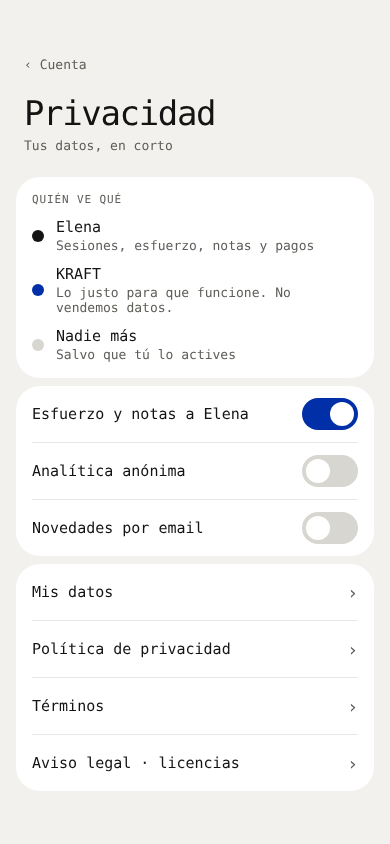 ‹ Cuenta
Privacidad
Tus datos, en corto
QUIÉN VE QUÉ
Elena
Sesiones, esfuerzo, notas y pagos
KRAFT
Lo justo para que funcione. No
vendemos datos.
Nadie más
Salvo que tú lo actives
Esfuerzo y notas a Elena
Analítica anónima
Novedades por email
Mis datos ›
Política de privacidad ›
Términos ›
Aviso legal · licencias ›